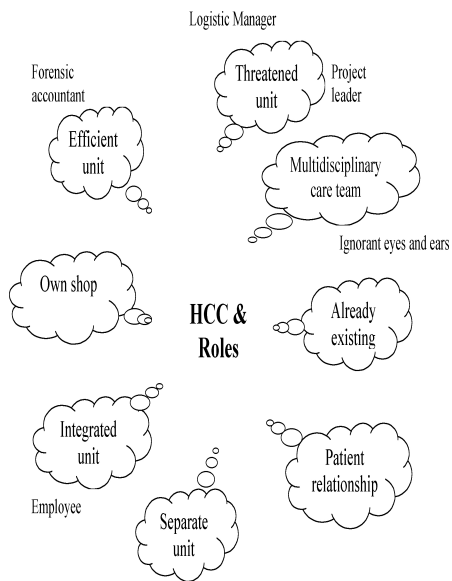 Logistic Manager
Forensic
accountant
Threatened
unit
Project
leader
Efficient
unit
Multidisciplinary
care team
Ignorant eyes and ears
Own shop
HCC &
Roles
Already
existing
Integrated
unit
Patient
relationship
Employee
Separate
unit